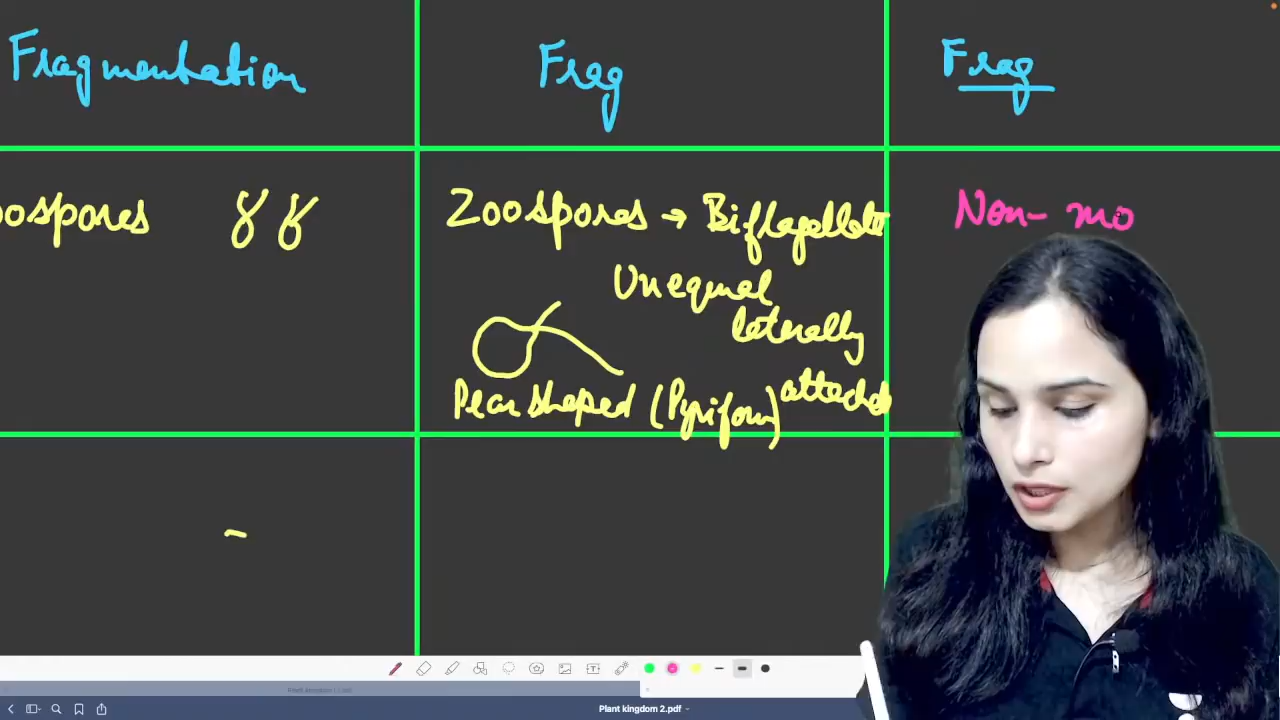 Fragmentation
Frag
Frag
oospores
Zoospores → Biflagellate
Unequal
laterally
attached
Pear shaped (Pyriform)
Non- mo
Plant kingdom 2.pdf